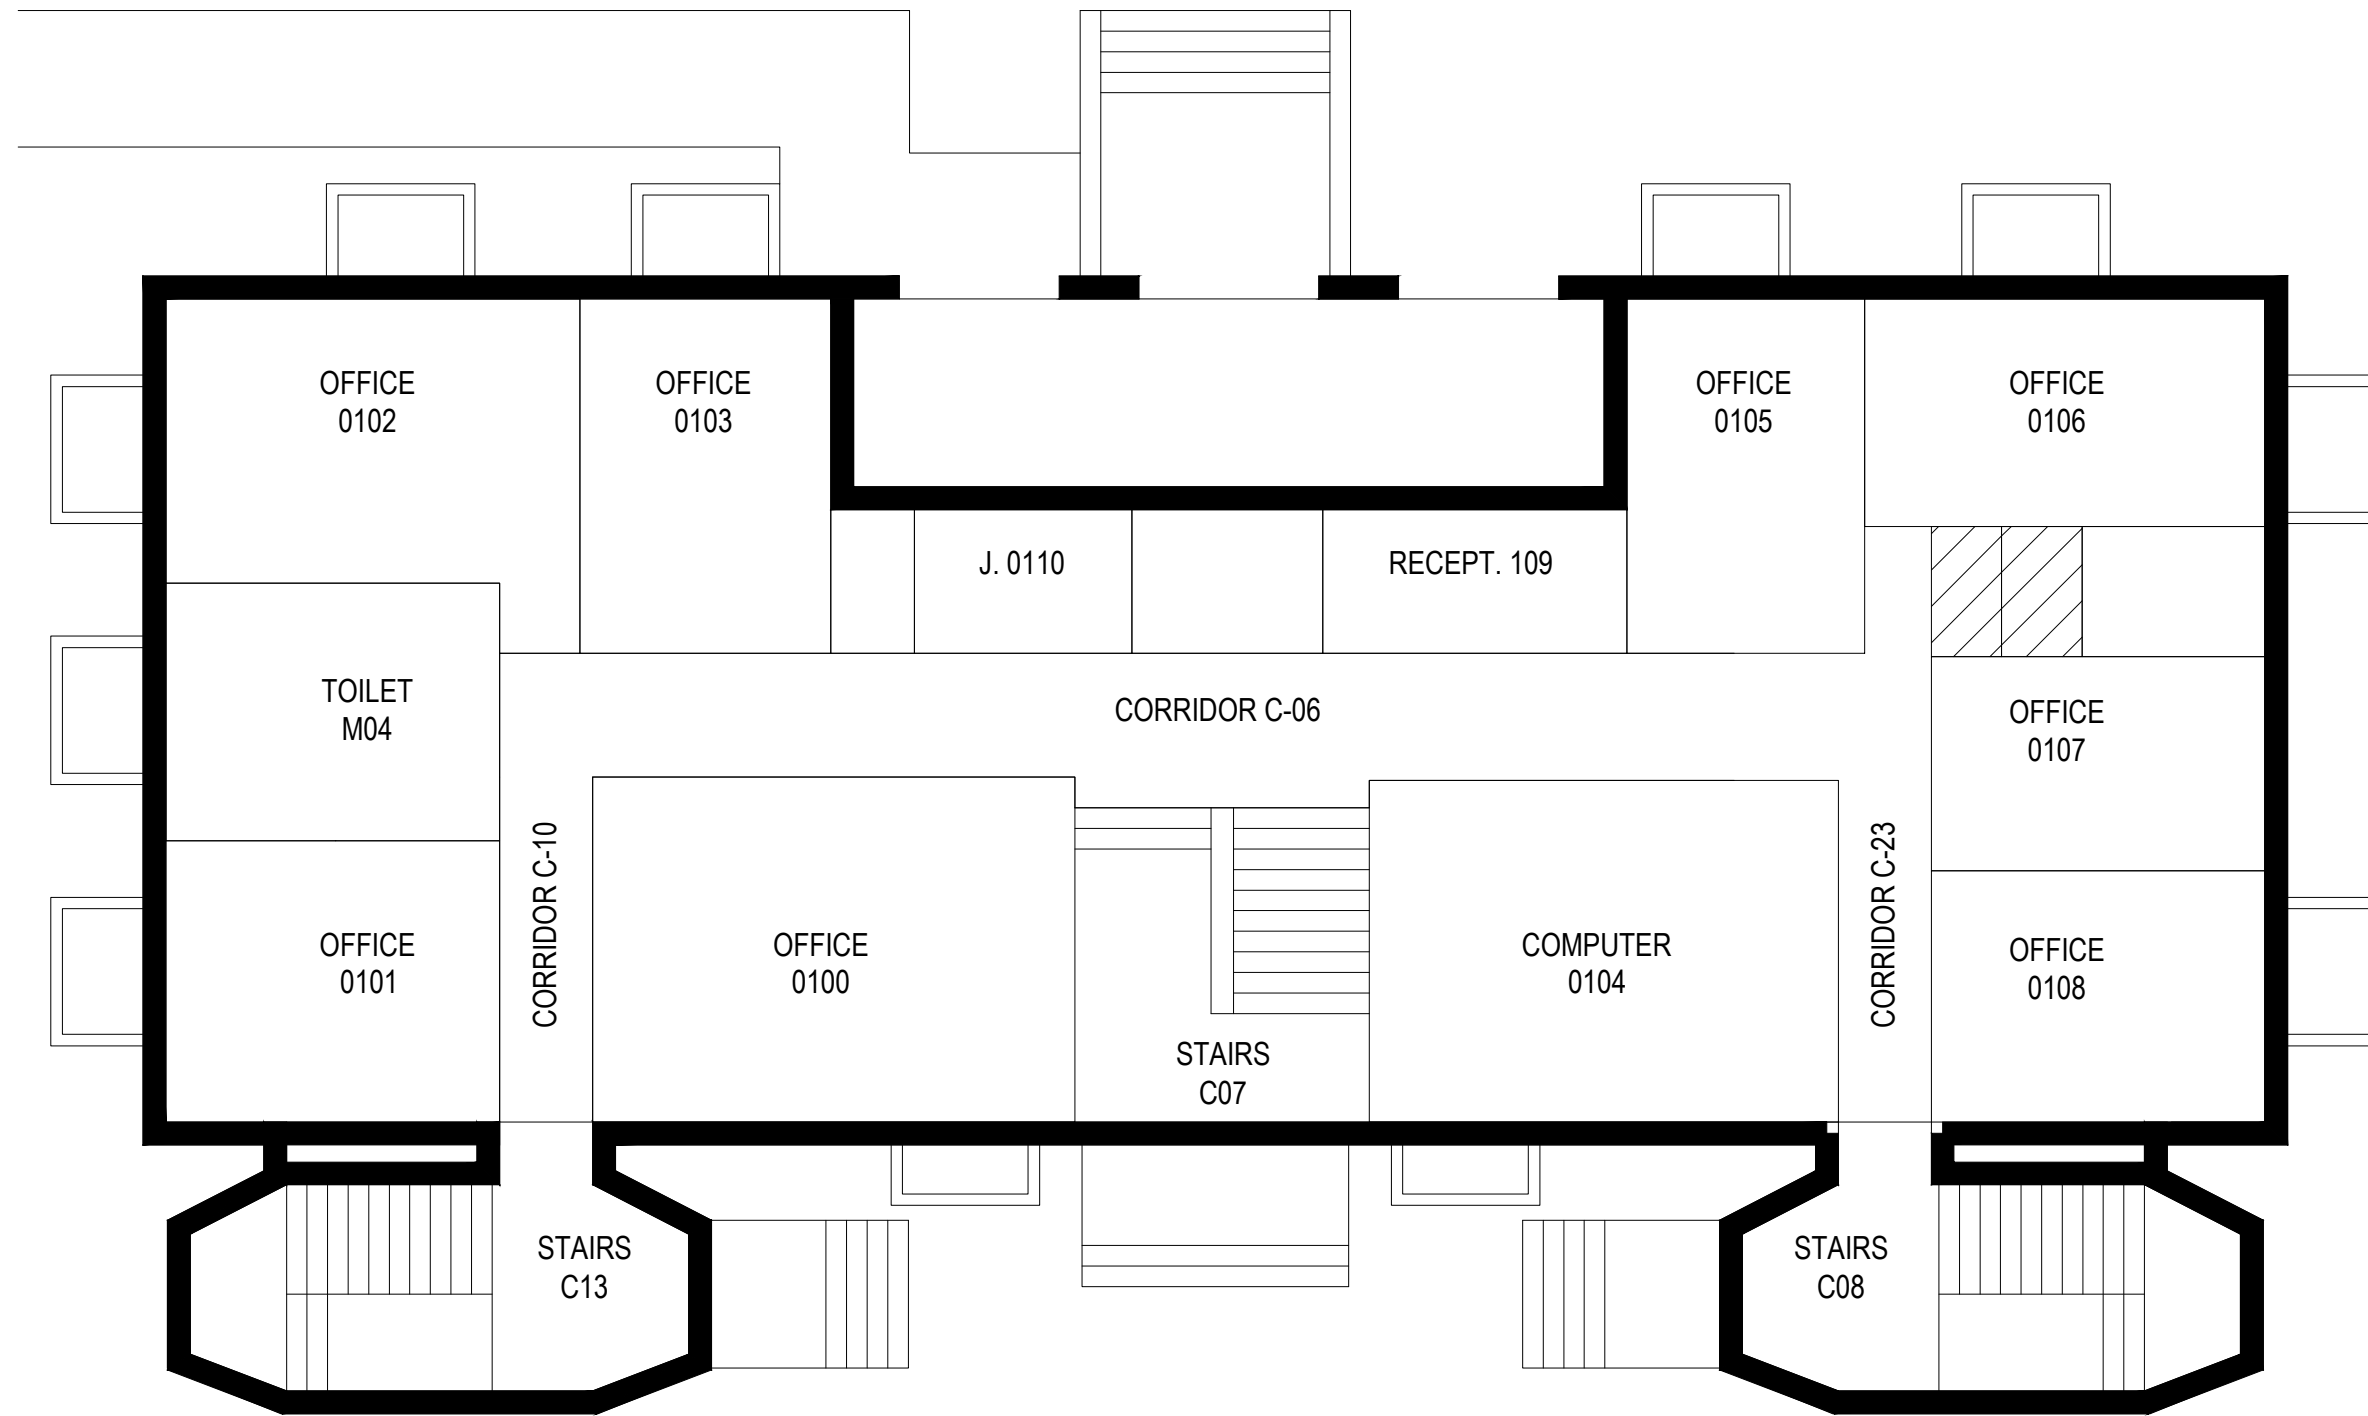 OFFICE
0102
OFFICE
0103
OFFICE
0105
OFFICE
0106
J. 0110
RECEPT. 109
TOILET
M04
CORRIDOR C-06
OFFICE
0107
OFFICE
0101
CORRIDOR C-10
OFFICE
0100
STAIRS
C07
COMPUTER
0104
CORRIDOR C-23
OFFICE
0108
STAIRS
C13
STAIRS
C08